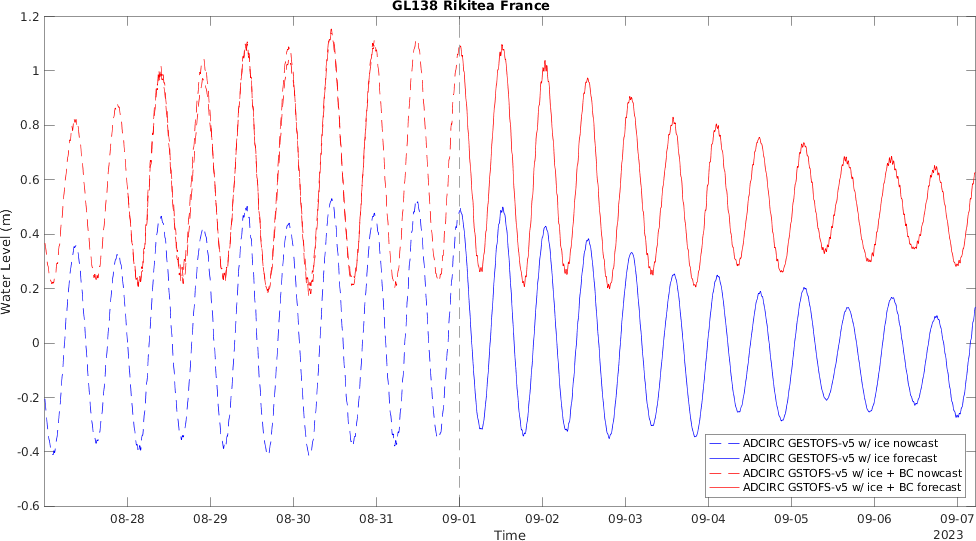 GL138 Rikitea France
1.2
1
0.8
0.6
0.4
0.2
0
-0.2
-0.4
-0.6
Water Level (m)
ADCIRC GESTOFS-v5 w/ ice nowcast
ADCIRC GESTOFS-v5 w/ ice forecast
ADCIRC GSTOFS-v5 w/ ice + BC nowcast
ADCIRC GSTOFS-v5 w/ ice + BC forecast
08-28 08-29 08-30 08-31 09-01 09-02 09-03 09-04 09-05 09-06 09-07
Time
2023